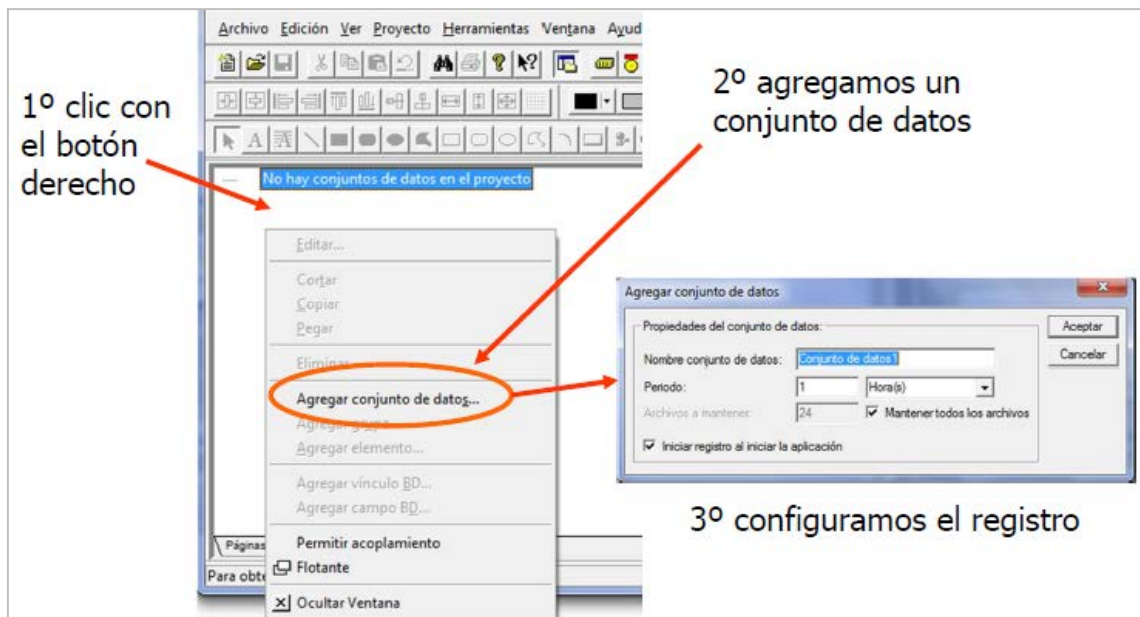 Archivo Edición Ver Proyecto Herramientas Ventana Ayud
1º clic con
el botón
derecho
2º agregamos un
conjunto de datos
No hay conjuntos de datos en el proyecto
Editar...
Cortar
Copiar
Pegar
Eliminar
Agregar conjunto de datos...
Agregar grupo...
Agregar elemento...
Agregar vínculo BD...
Agregar campo BD...
Permitir acoplamiento
Flotante
Ocultar Ventana
Páginas
Para obte
Agregar conjunto de datos
Propiedades del conjunto de datos:
Nombre conjunto de datos: Conjunto de datos1
Periodo: 1 Hora(s)
Archivos a mantener: 24 Mantener todos los archivos
Iniciar registro al iniciar la aplicación
Aceptar
Cancelar
3º configuramos el registro